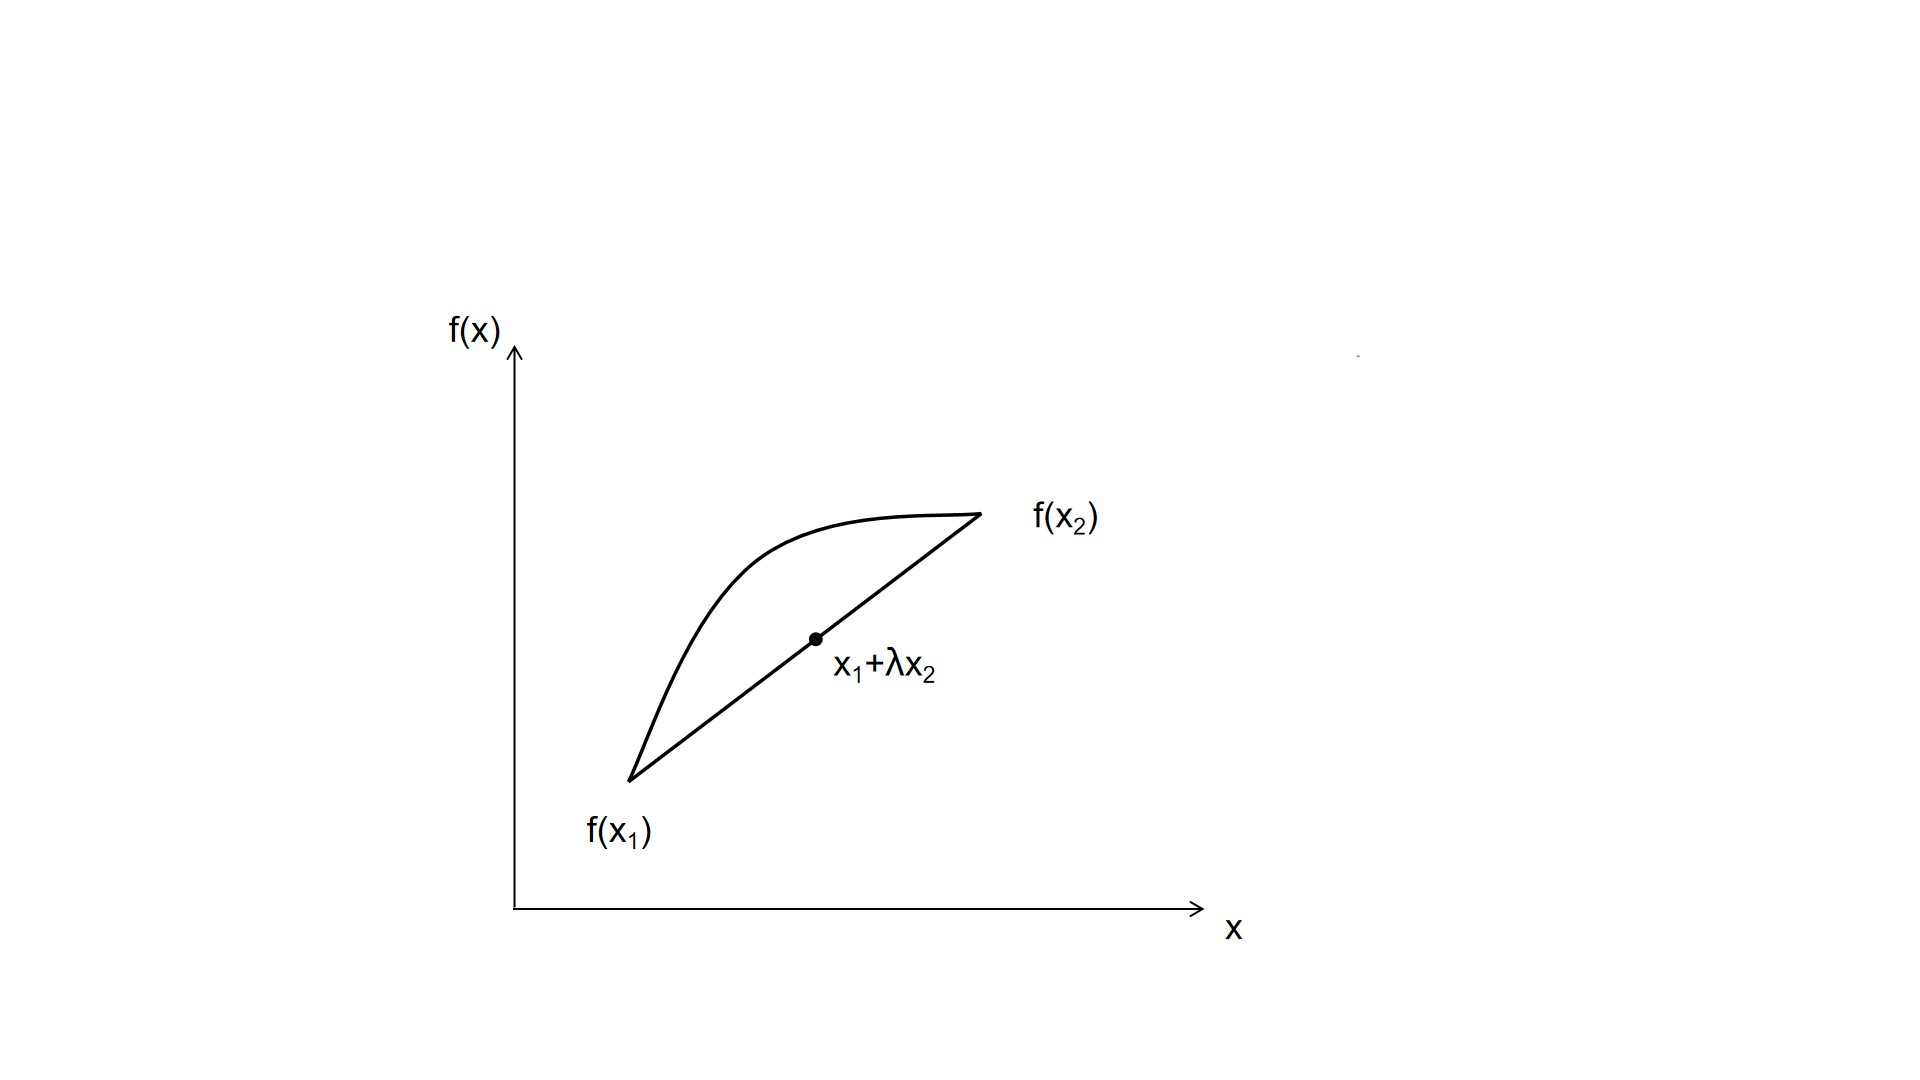 f(x)
f(x₂)
x₁+λx₂
f(x₁)
x